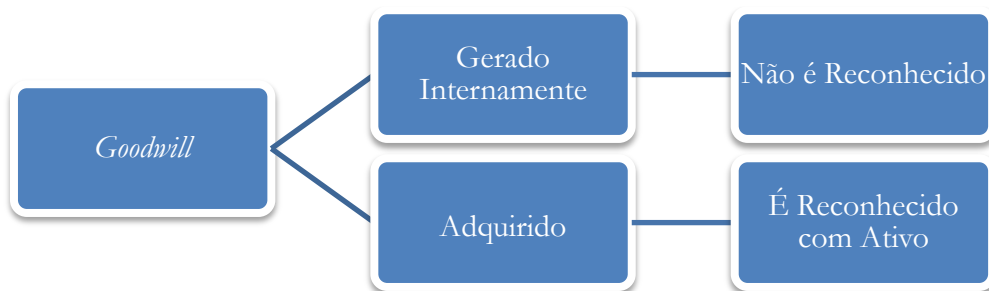 Goodwill
Gerado
Internamente
Não é Reconhecido
Adquirido
É Reconhecido
com Ativo